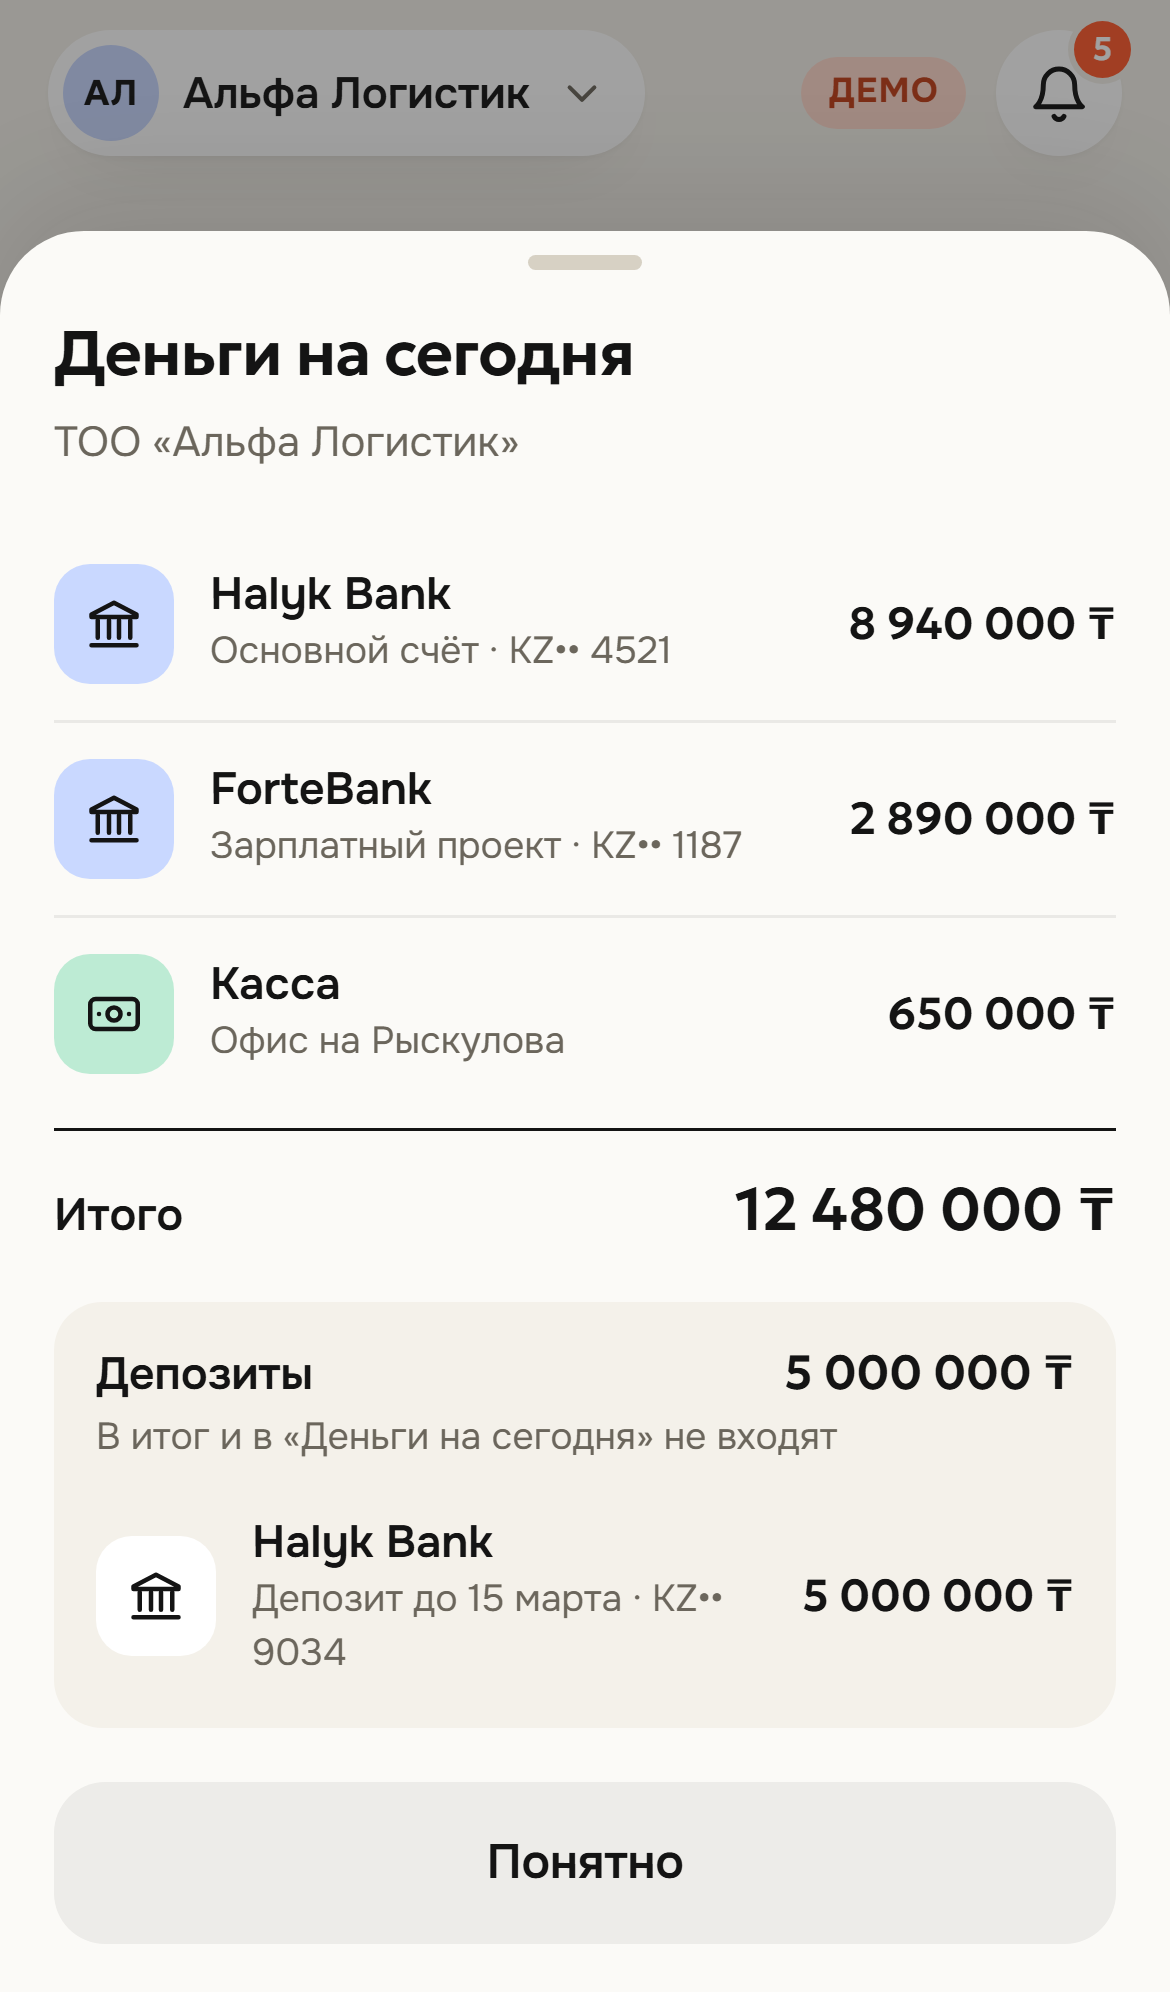 АЛ Альфа Логистик ДЕМО 5
Деньги на сегодня
ТОО «Альфа Логистик»
Halyk Bank
Основной счёт · KZ•• 4521
8 940 000 ₸
ForteBank
Зарплатный проект · KZ•• 1187
2 890 000 ₸
Касса
Офис на Рыскулова
650 000 ₸
Итого 12 480 000 ₸
Депозиты 5 000 000 ₸
В итог и в «Деньги на сегодня» не входят
Halyk Bank
Депозит до 15 марта · KZ••
9034
5 000 000 ₸
Понятно